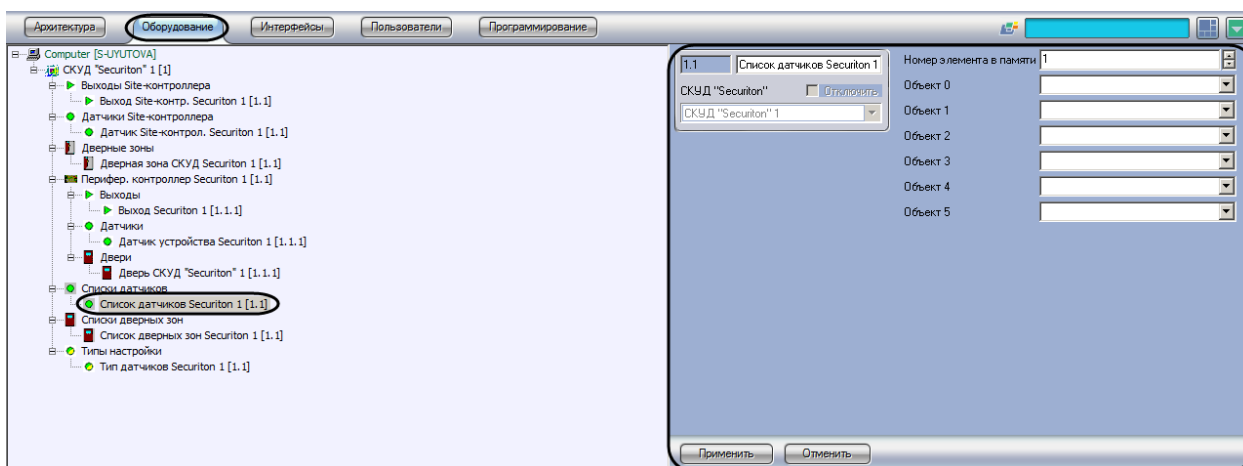 Архитектура Оборудование Интерфейсы Пользователи Программирование
Computer [S-UYUTOVA]
СКУД "Securiton" 1 [1]
Выходы Site-контроллера
Выход Site-контр. Securiton 1 [1.1]
Датчики Site-контроллера
Датчик Site-контрол. Securiton 1 [1.1]
Дверные зоны
Дверная зона СКУД Securiton 1 [1.1]
Перифер. контроллер Securiton 1 [1.1]
Выходы
Выход Securiton 1 [1.1.1]
Датчики
Датчик устройства Securiton 1 [1.1.1]
Двери
Дверь СКУД "Securiton" 1 [1.1.1]
Списки датчиков
Список датчиков Securiton 1 [1.1]
Списки дверных зон
Список дверных зон Securiton 1 [1.1]
Типы настройки
Тип датчиков Securiton 1 [1.1]
1.1 Список датчиков Securiton 1
СКУД "Securiton" Отключить
СКУД "Securiton" 1
Номер элемента в памяти 1
Объект 0
Объект 1
Объект 2
Объект 3
Объект 4
Объект 5
Применить Отменить